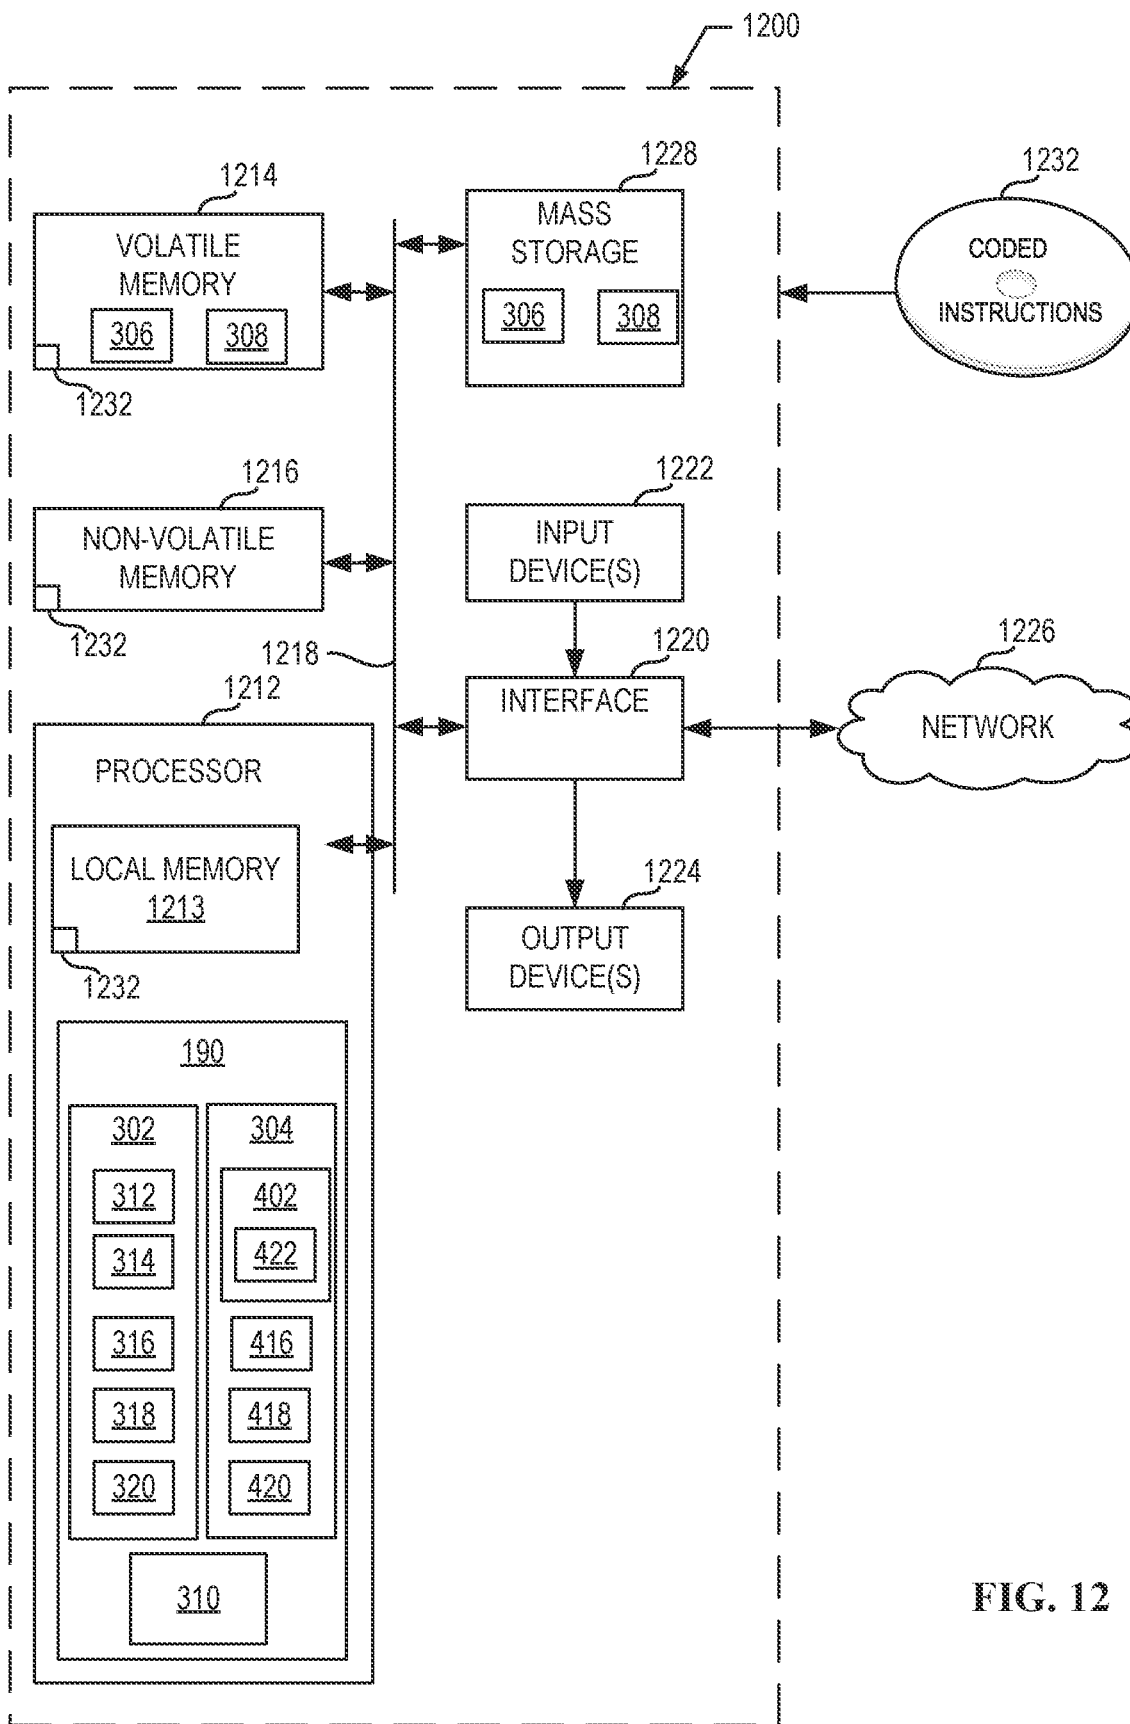 1200
1214
VOLATILE
MEMORY
306
308
1232
1228
MASS
STORAGE
306
308
1232
CODED
INSTRUCTIONS
1216
NON-VOLATILE
MEMORY
1232
1222
INPUT
DEVICE(S)
1218
1220
INTERFACE
1226
NETWORK
1212
PROCESSOR
LOCAL MEMORY
1213
1232
1224
OUTPUT
DEVICE(S)
190
302
312
314
316
318
320
304
402
422
416
418
420
310
FIG. 12